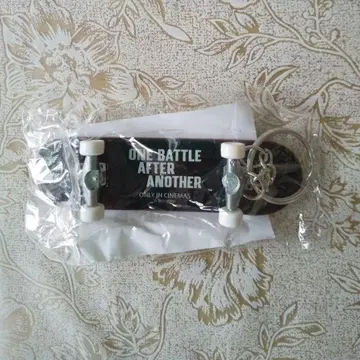 ONE BATTLE
AFTER
ANOTHER
ONLY IN CINEMAS